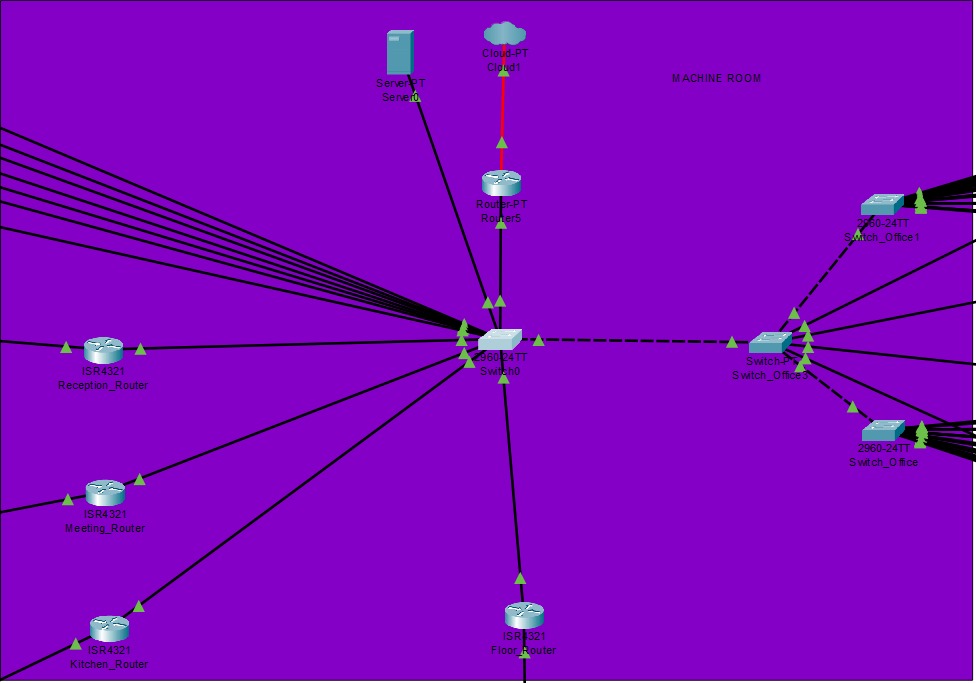 Cloud-PT
Cloud1
MACHINE ROOM
Server-PT
Server0
Router-PT
Router5
2960-24TT
Switch_Office1
2960-24TT
Switch0
Switch-PT
Switch_Office3
ISR4321
Reception_Router
2960-24TT
Switch_Office
ISR4321
Meeting_Router
ISR4321
Floor_Router
ISR4321
Kitchen_Router